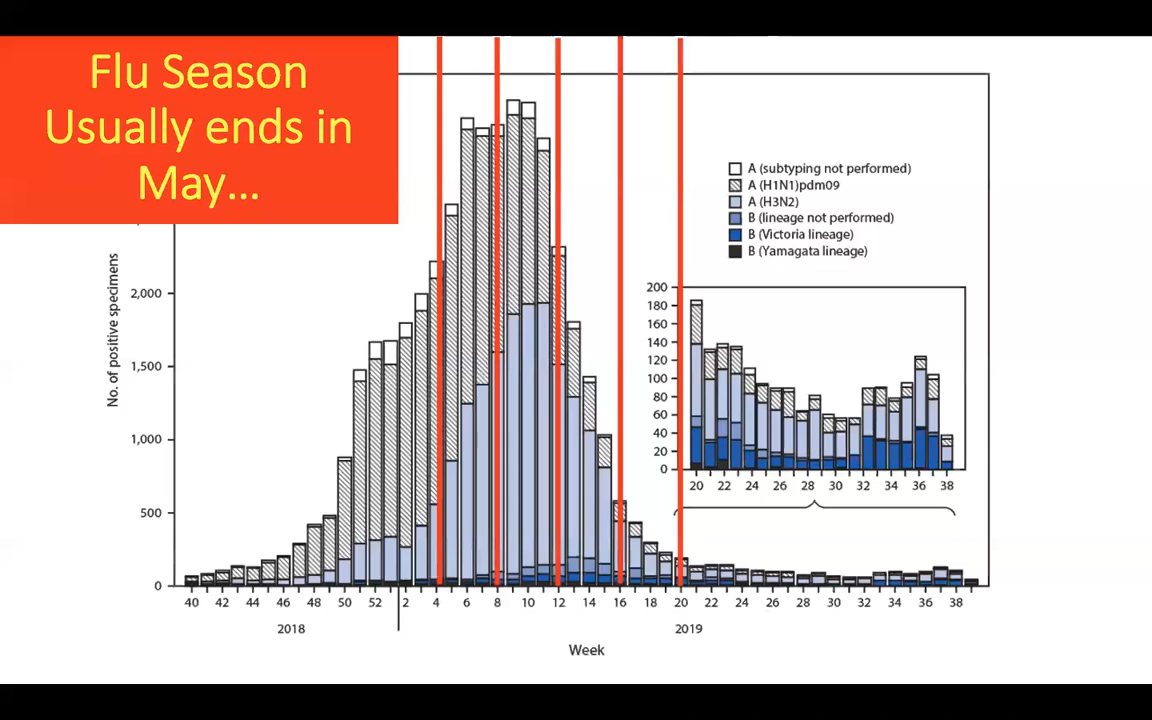 Flu Season
Usually ends in
May...
A (subtyping not performed)
A (H1N1)pdm09
A (H3N2)
B (lineage not performed)
B (Victoria lineage)
B (Yamagata lineage)
No. of positive specimens
2,000
1,500
1,000
500
0
200
180
160
140
120
100
80
60
40
20
0
20 22 24 26 28 30 32 34 36 38
40 42 44 46 48 50 52 2 4 6 8 10 12 14 16 18 20 22 24 26 28 30 32 34 36 38
2018 2019
Week